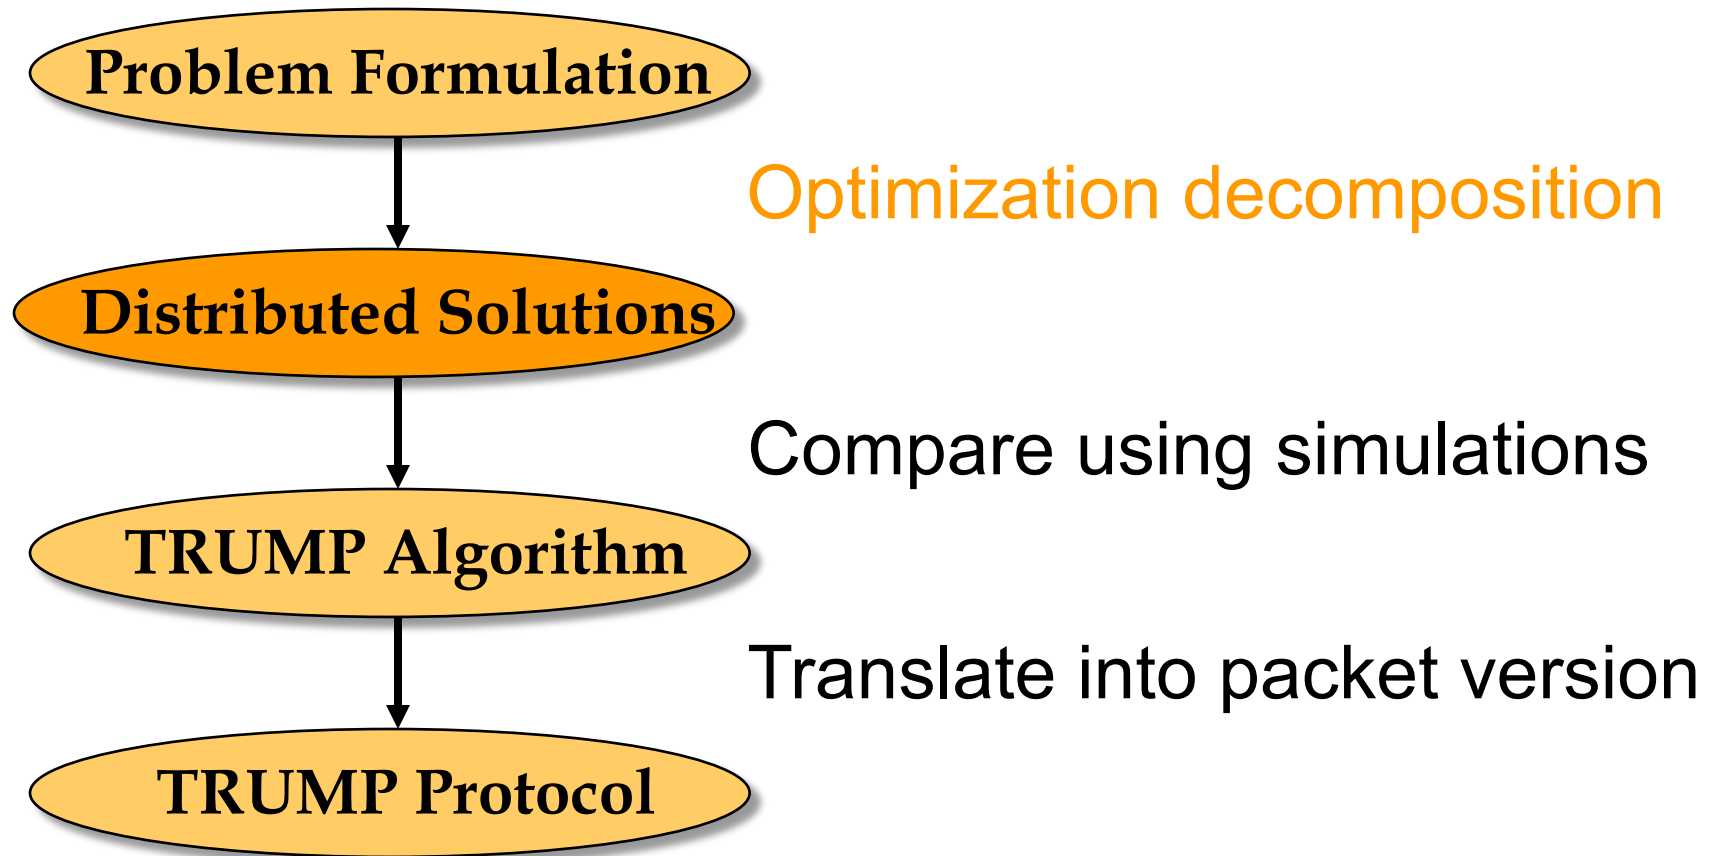 Problem Formulation
Optimization decomposition
Distributed Solutions
Compare using simulations
TRUMP Algorithm
Translate into packet version
TRUMP Protocol